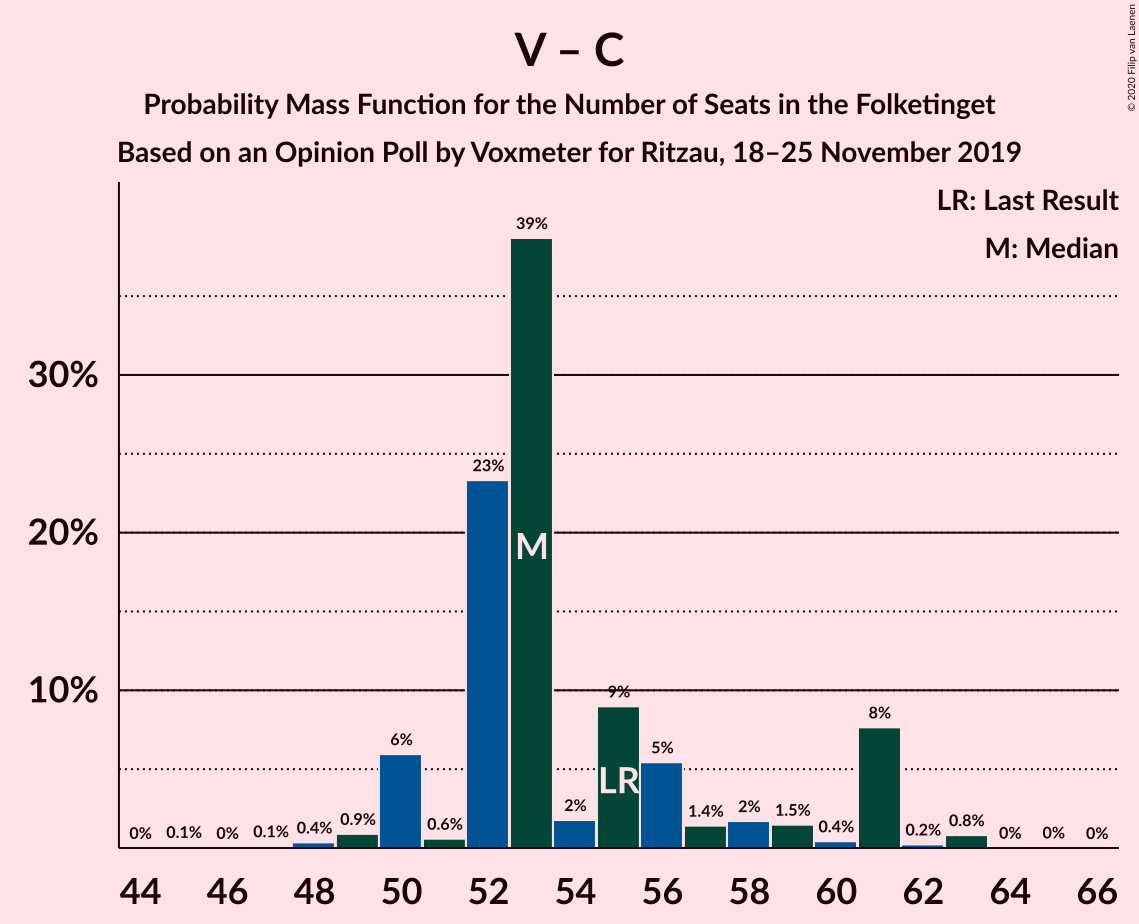 V – C
Probability Mass Function for the Number of Seats in the Folketinget
Based on an Opinion Poll by Voxmeter for Ritzau, 18–25 November 2019
© 2020 Filip van Laenen
LR: Last Result
M: Median
30%
20%
10%
0%
0.1%
0%
0.1%
0.4%
0.9%
6%
0.6%
23%
39%
2%
9%
5%
1.4%
2%
1.5%
0.4%
8%
0.2%
0.8%
0%
0%
0%
M
LR
44 46 48 50 52 54 56 58 60 62 64 66